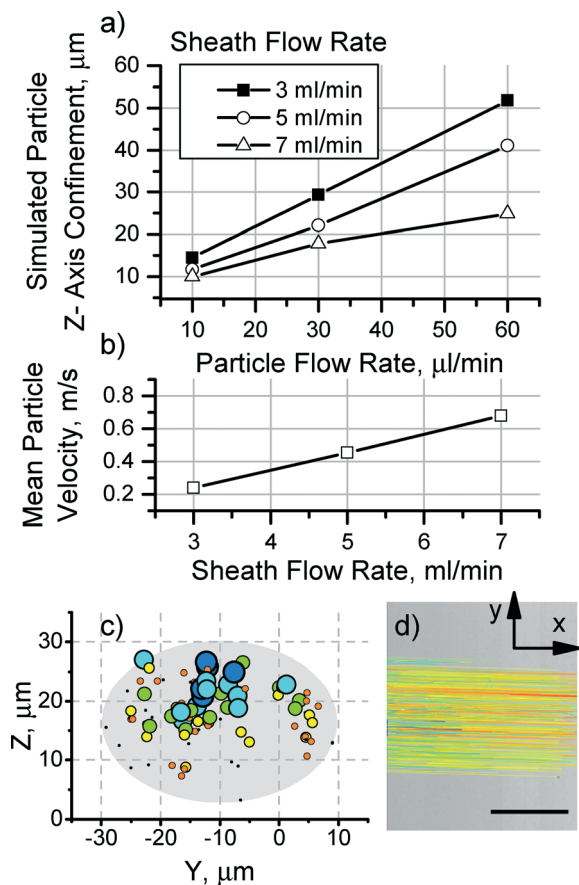 a)
Sheath Flow Rate
3 ml/min
5 ml/min
7 ml/min
Simulated Particle
Z- Axis Confinement, μm
60
50
40
30
20
10
10 20 30 40 50 60
Particle Flow Rate, μl/min
b)
Mean Particle
Velocity, m/s
0.8
0.6
0.4
0.2
3 4 5 6 7
Sheath Flow Rate, ml/min
c)
Z, μm
40
30
20
10
0
-30 -20 -10 0 10
Y, μm
d)
y
x